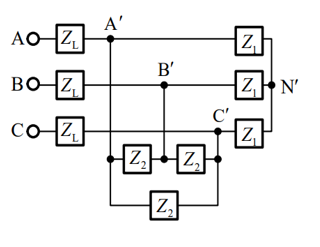 A′
A Z_L Z_1
B′
B Z_L Z_1 N′
C′
C Z_L Z_1
Z_2 Z_2
Z_2